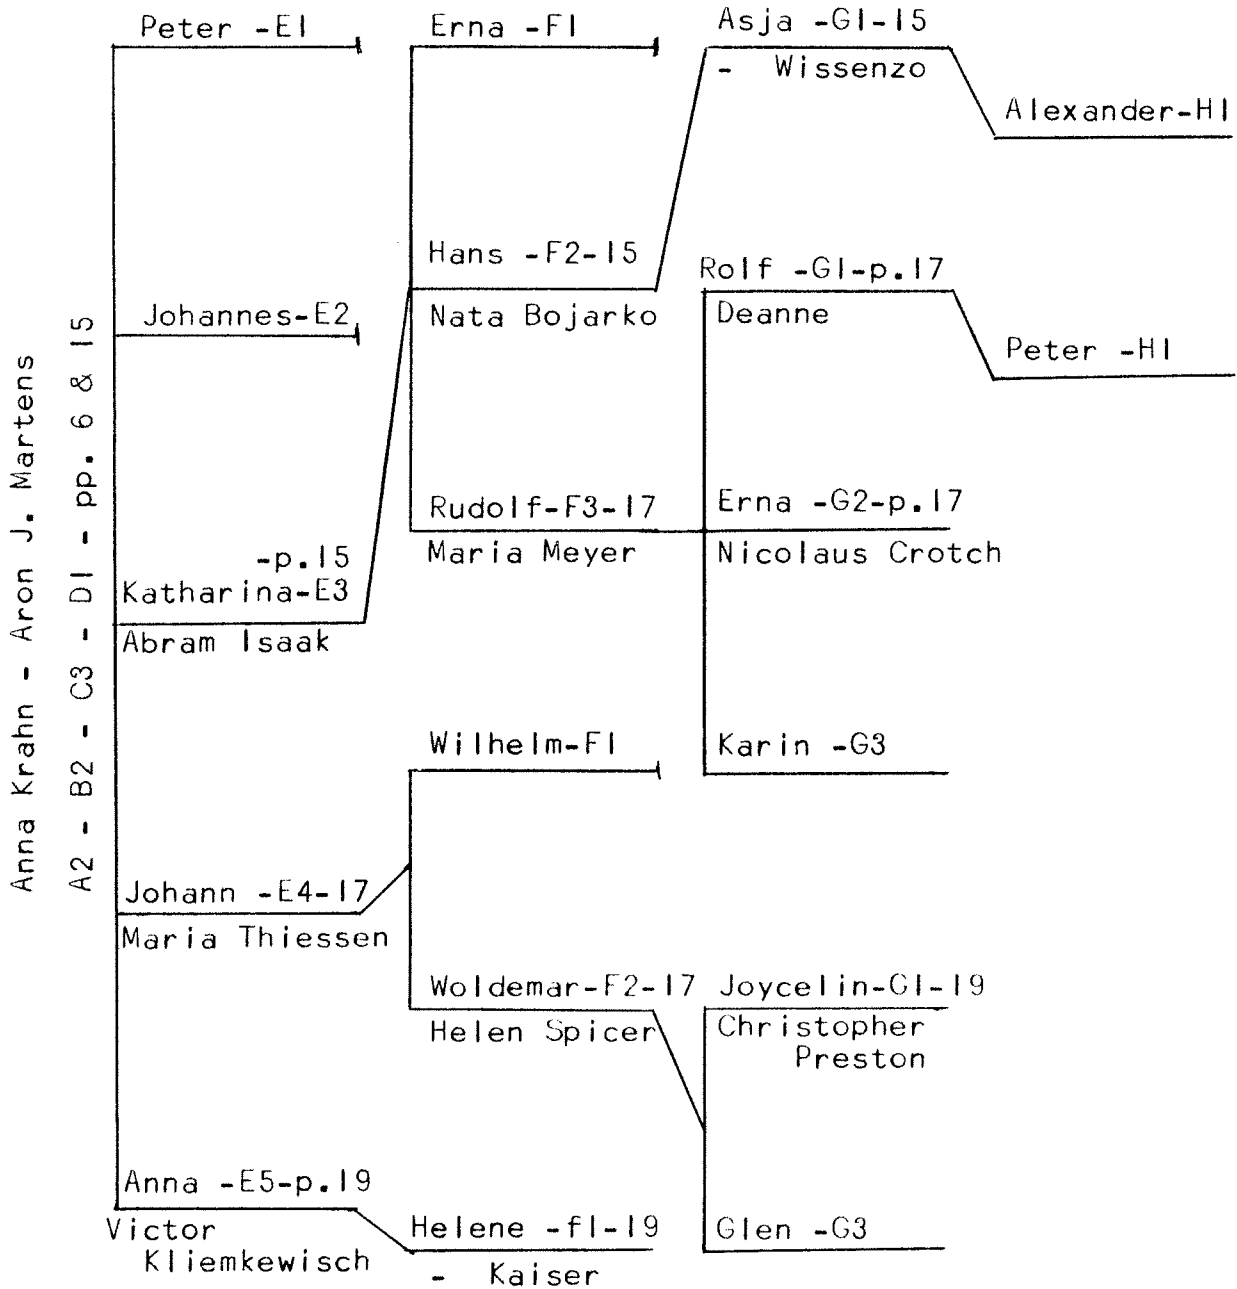 Anna Krahn - Aron J. Martens
A2 - B2 - C3 - D1 - pp. 6 & 15
Peter -E1
Johannes-E2
-p.15
Katharina-E3
Abram Isaak
Johann -E4-17
Maria Thiessen
Anna -E5-p.19
Victor
Kliemkewisch
Erna -F1
Hans -F2-15
Nata Bojarko
Rudolf-F3-17
Maria Meyer
Wilhelm-F1
Woldemar-F2-17
Helen Spicer
Helene -f1-19
- Kaiser
Asja -G1-15
- Wissenzo
Rolf -G1-p.17
Deanne
Erna -G2-p.17
Nicolaus Crotch
Karin -G3
Joycelin-G1-19
Christopher
Preston
Glen -G3
Alexander-H1
Peter -H1